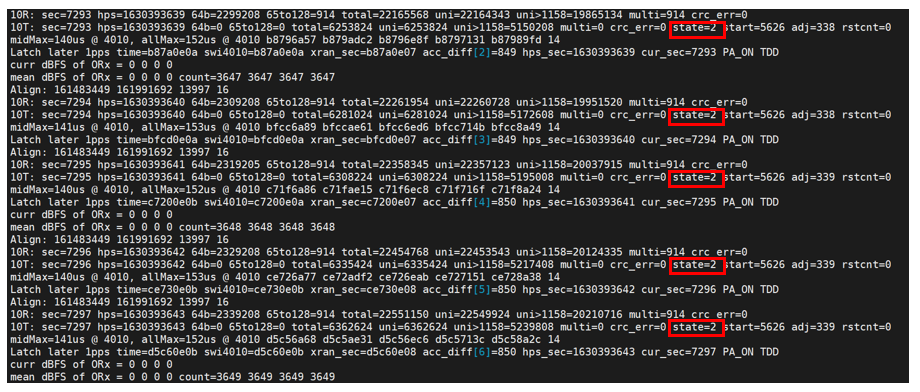 10R: sec=7293 hps=1630393639 64b=2299208 65to128=914 total=22165568 uni=22164343 uni>1158=19865134 multi=914 crc_err=0
10T: sec=7293 hps=1630393639 64b=0 65to128=0 total=6253824 uni=6253824 uni>1158=5150208 multi=0 crc_err=0 state=2 start=5626 adj=338 rstcnt=0
midMax=140us @ 4010, allMax=152us @ 4010 b8796a57 b879adc2 b8796e8f b8797131 b87989fd 14
Latch later 1pps time=b87a0e0a swi4010=b87a0e0a xran_sec=b87a0e07 acc_diff[2]=849 hps_sec=1630393639 cur_sec=7293 PA_ON TDD
curr dBFS of ORx = 0 0 0 0
mean dBFS of ORx = 0 0 0 0 count=3647 3647 3647 3647
Align: 161483449 161991692 13997 16
10R: sec=7294 hps=1630393640 64b=2309208 65to128=914 total=22261954 uni=22260728 uni>1158=19951520 multi=914 crc_err=0
10T: sec=7294 hps=1630393640 64b=0 65to128=0 total=6281024 uni=6281024 uni>1158=5172608 multi=0 crc_err=0 state=2 start=5626 adj=338 rstcnt=0
midMax=141us @ 4010, allMax=153us @ 4010 bfcc6a89 bfccae61 bfcc6ed6 bfcc714b bfcc8a49 14
Latch later 1pps time=bfcd0e0a swi4010=bfcd0e0a xran_sec=bfcd0e07 acc_diff[3]=849 hps_sec=1630393640 cur_sec=7294 PA_ON TDD
Align: 161483449 161991692 13997 16
10R: sec=7295 hps=1630393641 64b=2319205 65to128=914 total=22358345 uni=22357123 uni>1158=20037915 multi=914 crc_err=0
10T: sec=7295 hps=1630393641 64b=0 65to128=0 total=6308224 uni=6308224 uni>1158=5195008 multi=0 crc_err=0 state=2 start=5626 adj=339 rstcnt=0
midMax=140us @ 4010, allMax=152us @ 4010 c71f6a86 c71fae15 c71f6ec8 c71f716f c71f8a24 14
Latch later 1pps time=c7200e0b swi4010=c7200e0a xran_sec=c7200e07 acc_diff[4]=850 hps_sec=1630393641 cur_sec=7295 PA_ON TDD
curr dBFS of ORx = 0 0 0 0
mean dBFS of ORx = 0 0 0 0 count=3648 3648 3648 3648
Align: 161483449 161991692 13997 16
10R: sec=7296 hps=1630393642 64b=2329208 65to128=914 total=22454768 uni=22453543 uni>1158=20124335 multi=914 crc_err=0
10T: sec=7296 hps=1630393642 64b=0 65to128=0 total=6335424 uni=6335424 uni>1158=5217408 multi=0 crc_err=0 state=2 start=5626 adj=339 rstcnt=0
midMax=140us @ 4010, allMax=153us @ 4010 ce726a77 ce72adf2 ce726eab ce727151 ce728a38 14
Latch later 1pps time=ce730e0b swi4010=ce730e0b xran_sec=ce730e08 acc_diff[5]=850 hps_sec=1630393642 cur_sec=7296 PA_ON TDD
Align: 161483449 161991692 13997 16
10R: sec=7297 hps=1630393643 64b=2339208 65to128=914 total=22551150 uni=22549924 uni>1158=20210716 multi=914 crc_err=0
10T: sec=7297 hps=1630393643 64b=0 65to128=0 total=6362624 uni=6362624 uni>1158=5239808 multi=0 crc_err=0 state=2 start=5626 adj=339 rstcnt=0
midMax=141us @ 4010, allMax=152us @ 4010 d5c56a68 d5c5ae31 d5c56ec6 d5c5713c d5c58a2c 14
Latch later 1pps time=d5c60e0b swi4010=d5c60e0b xran_sec=d5c60e08 acc_diff[6]=850 hps_sec=1630393643 cur_sec=7297 PA_ON TDD
curr dBFS of ORx = 0 0 0 0
mean dBFS of ORx = 0 0 0 0 count=3649 3649 3649 3649